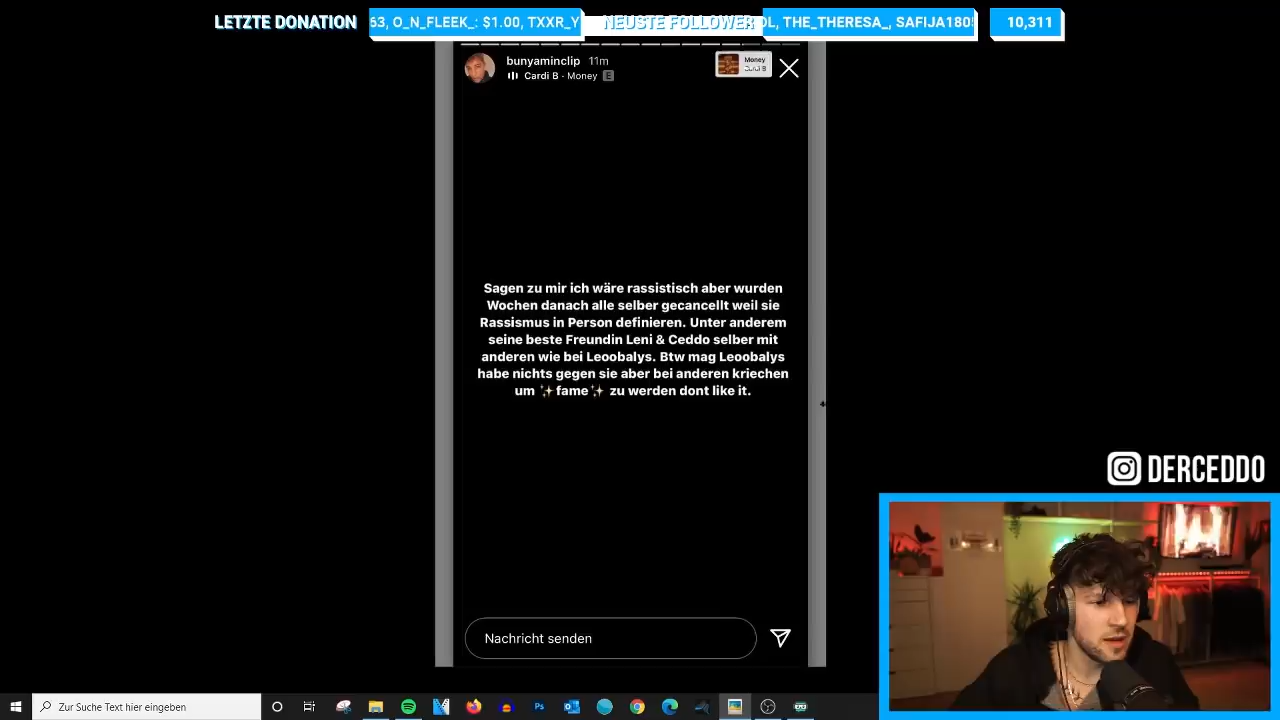 LETZTE DONATION
63, O_N_FLEEK_: $1.00, TXXR_Y
NEUSTE FOLLOWER
OL, THE_THERESA_, SAFIJA180
10,311
bunyaminclip 11m
Cardi B · Money E
Money
Cardi B
Sagen zu mir ich wäre rassistisch aber wurden
Wochen danach alle selber gecancellt weil sie
Rassismus in Person definieren. Unter anderem
seine beste Freundin Leni & Ceddo selber mit
anderen wie bei Leoobalys. Btw mag Leoobalys
habe nichts gegen sie aber bei anderen kriechen
um ✨fame✨ zu werden dont like it.
Nachricht senden
DERCEDDO
Zur Suche Text hier eingeben
Ps